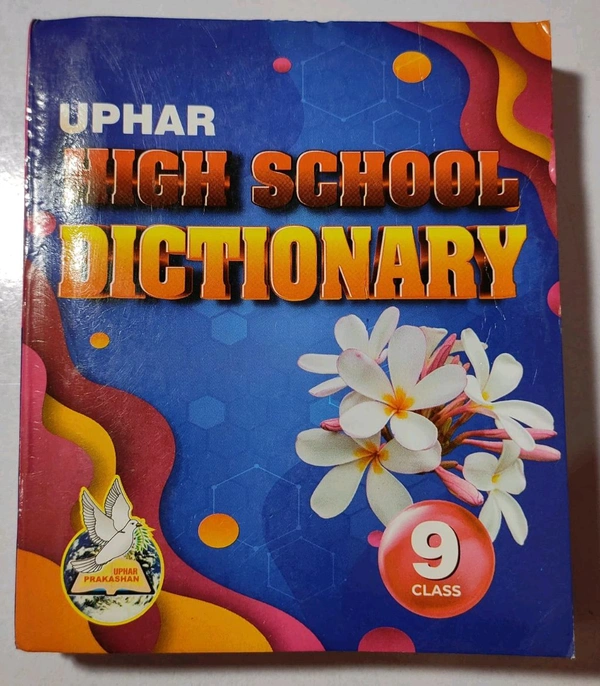 UPHAR
HIGH SCHOOL
DICTIONARY
UPHAR
PRAKASHAN
9
CLASS